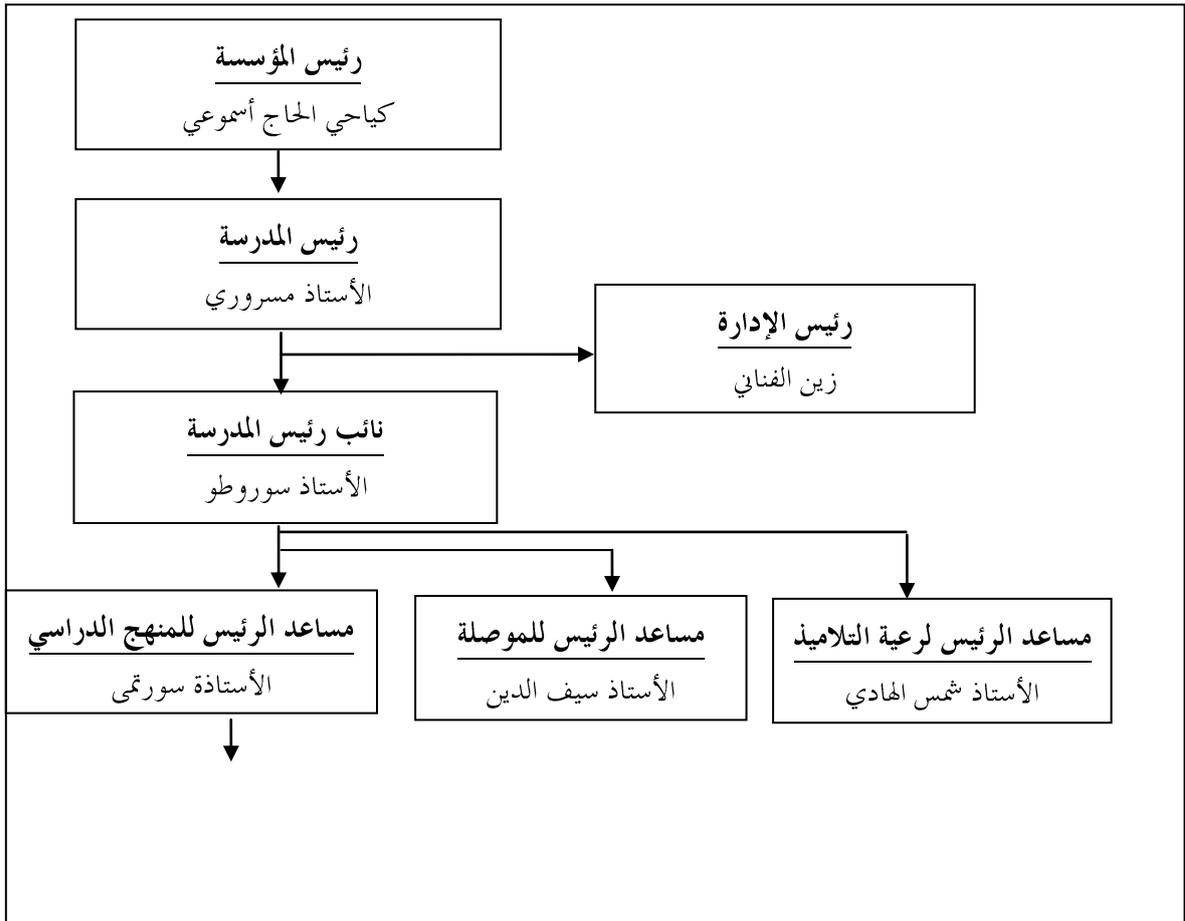 رئيس المؤسسة
كياحي الحاج أسموعي
رئيس المدرسة
الأستاذ مسروري
رئيس الإدارة
زين الفناني
نائب رئيس المدرسة
الأستاذ سوروطو
مساعد الرئيس لرعية التلاميذ
الأستاذ شمس الهادي
مساعد الرئيس للموصلة
الأستاذ سيف الدين
مساعد الرئيس للمنهج الدراسي
الأستاذة سورتمى